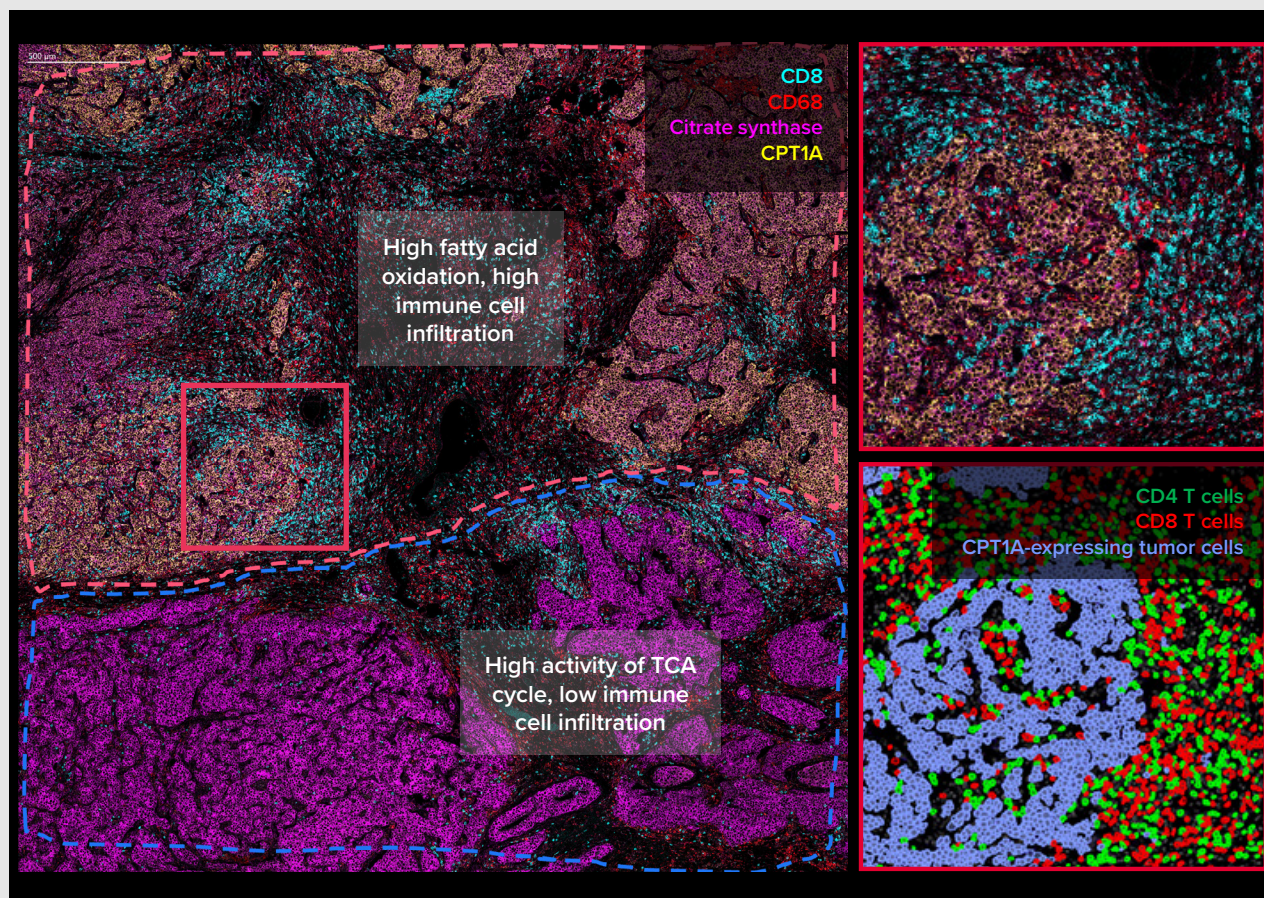 500 µm
CD8
CD68
Citrate synthase
CPT1A
High fatty acid
oxidation, high
immune cell
infiltration
High activity of TCA
cycle, low immune
cell infiltration
CD4 T cells
CD8 T cells
CPT1A-expressing tumor cells